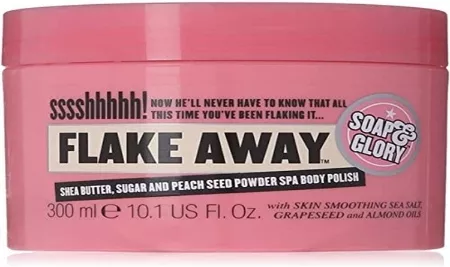 sssshhhhh! NOW HE'LL NEVER HAVE TO KNOW THAT ALL
THIS TIME YOU'VE BEEN FLAKING IT...
FLAKE AWAY™
SOAP &
GLORY
SHEA BUTTER, SUGAR AND PEACH SEED POWDER SPA BODY POLISH
300 ml e 10.1 US Fl. Oz.
with SKIN SMOOTHING SEA SALT,
GRAPESEED and ALMOND OILS